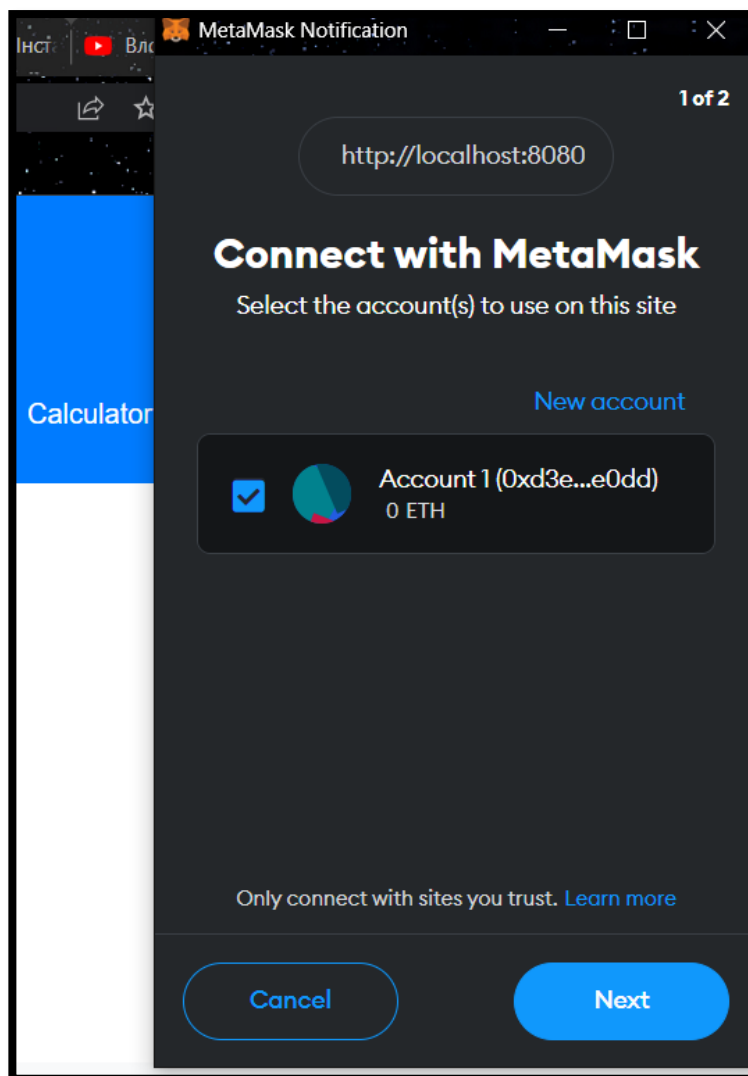 Інст
Вло
MetaMask Notification
1 of 2
http://localhost:8080
Connect with MetaMask
Select the account(s) to use on this site
New account
Calculator
Account 1 (0xd3e...e0dd)
0 ETH
Only connect with sites you trust. Learn more
Cancel
Next